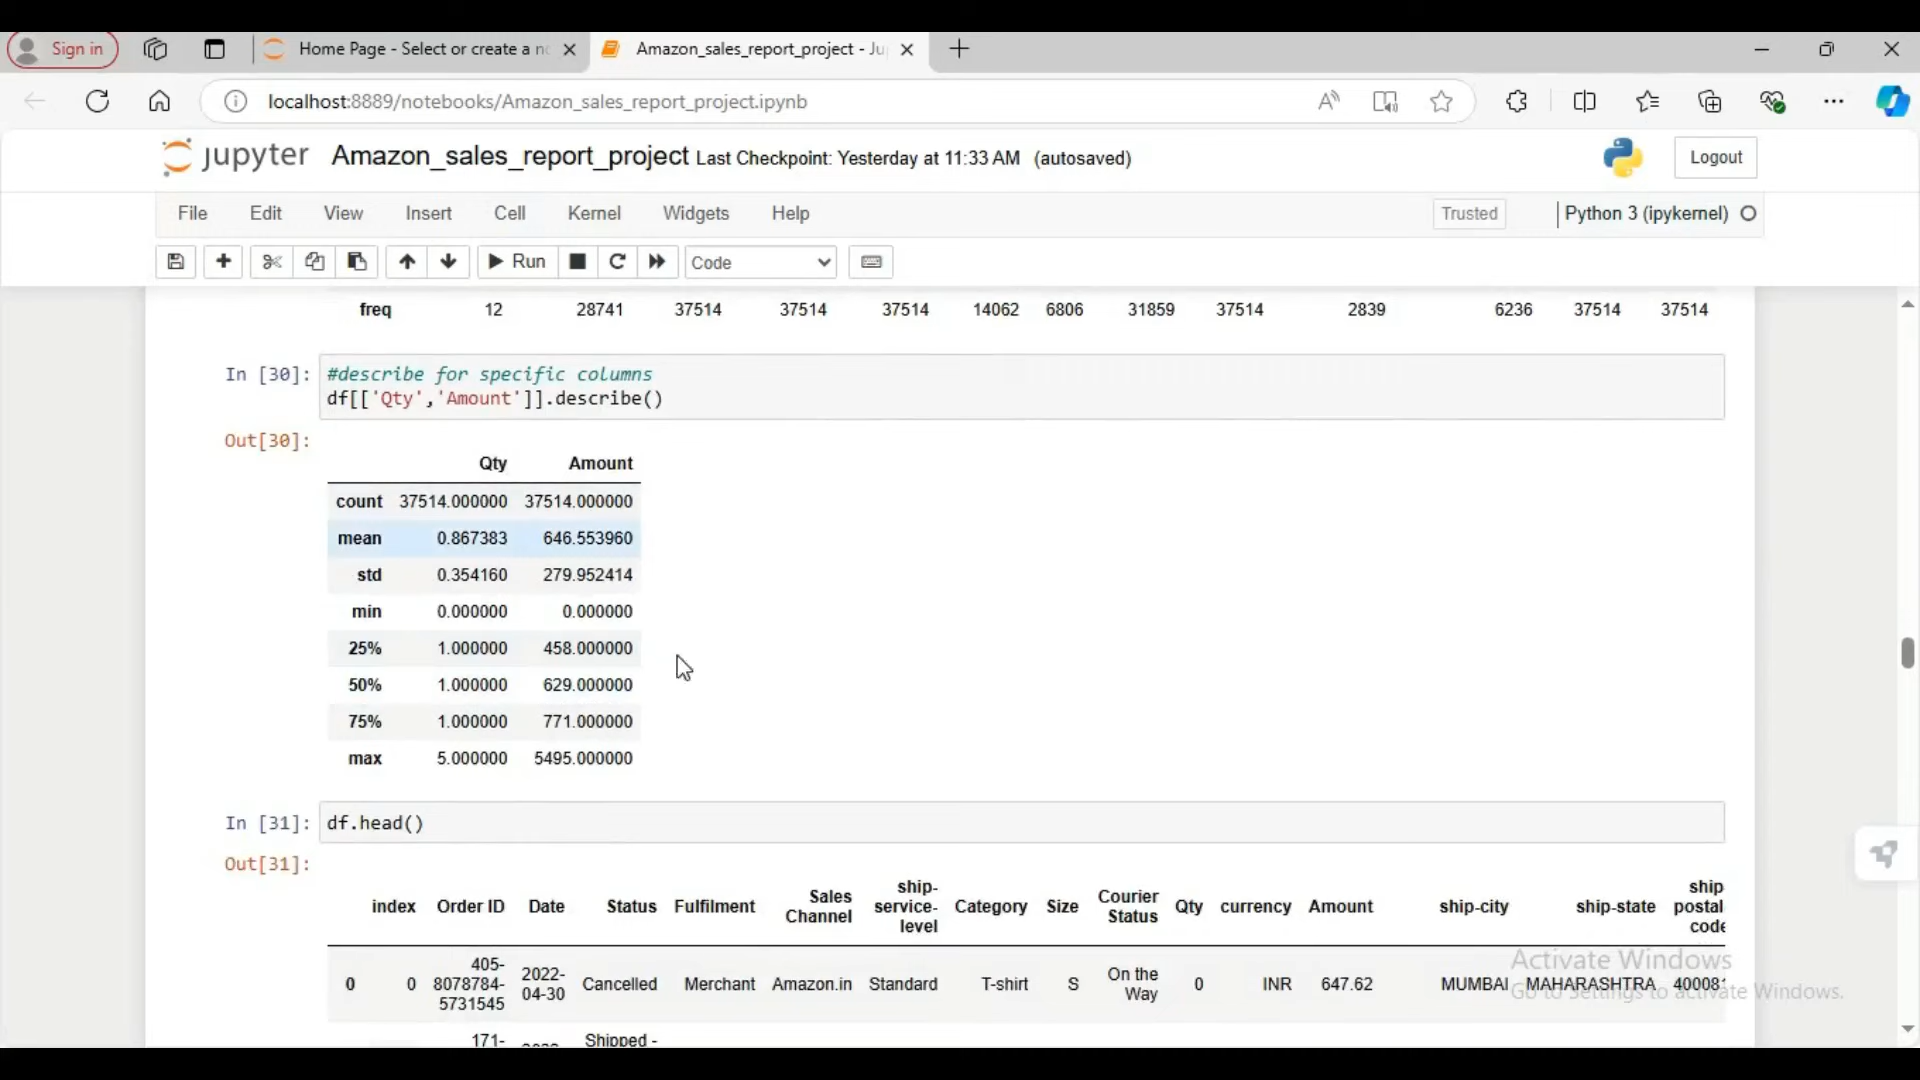 Sign in
Home Page - Select or create a n
Amazon_sales_report_project - Ju
localhost:8889/notebooks/Amazon_sales_report_project.ipynb
jupyter Amazon_sales_report_project Last Checkpoint: Yesterday at 11:33 AM (autosaved)
Logout
File Edit View Insert Cell Kernel Widgets Help
Trusted
Python 3 (ipykernel)
Run
Code
freq 12 28741 37514 37514 37514 14062 6806 31859 37514 2839 6236 37514 37514
In [30]: #describe for specific columns
df[['Qty','Amount']].describe()
Out[30]:
Qty Amount
count 37514.000000 37514.000000
mean 0.867383 646.553960
std 0.354160 279.952414
min 0.000000 0.000000
25% 1.000000 458.000000
50% 1.000000 629.000000
75% 1.000000 771.000000
max 5.000000 5495.000000
In [31]: df.head()
Out[31]:
index Order ID Date Status Fulfilment Sales Channel ship-service-level Category Size Courier Status Qty currency Amount ship-city ship-state ship postal code
0 0 405-8078784-5731545 2022-04-30 Cancelled Merchant Amazon.in Standard T-shirt S On the Way 0 INR 647.62 MUMBAI MAHARASHTRA 400081
171-
Shipped -
Activate Windows
Go to Settings to activate Windows.